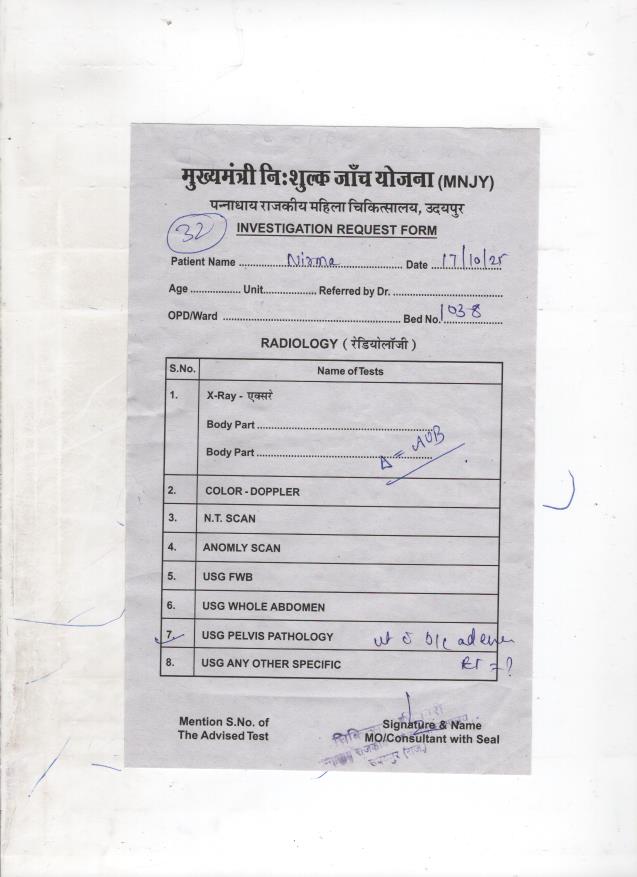 मुख्यमंत्री निःशुल्क जाँच योजना (MNJY)
पन्नाधाय राजकीय महिला चिकित्सालय, उदयपुर
32
INVESTIGATION REQUEST FORM
Patient Name ........ Nirma ........ Date ....17/10/25
Age ................. Unit.................. Referred by Dr. ......................................
OPD/Ward ............................................................. Bed No. 1038
RADIOLOGY ( रेडियोलॉजी )
S.No. Name of Tests
1. X-Ray - एक्सरे
Body Part ............................................................
Body Part ............................................................
Δ = AUB
2. COLOR - DOPPLER
3. N.T. SCAN
4. ANOMLY SCAN
5. USG FWB
6. USG WHOLE ABDOMEN
7. USG PELVIS PATHOLOGY ut c̄ B/L
8. USG ANY OTHER SPECIFIC = ?
Mention S.No. of Signature & Name
The Advised Test MO/Consultant with Seal
राजकीय
उदयपुर (राज.)